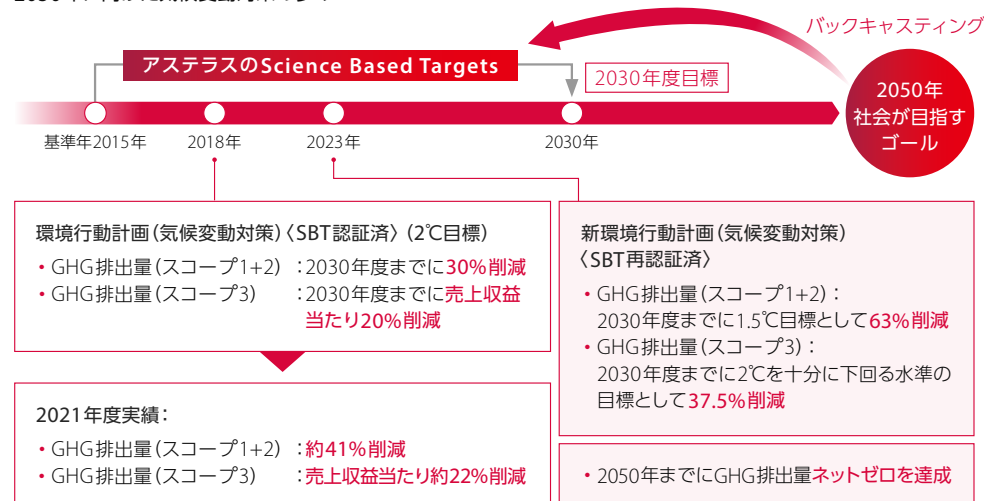 バックキャスティング
アステラスのScience Based Targets
2030年度目標
2050年
社会が目指す
ゴール
基準年2015年
2018年
2023年
2030年
環境行動計画(気候変動対策)〈SBT認証済〉(2℃目標)
・GHG排出量(スコープ1+2) :2030年度までに30%削減
・GHG排出量(スコープ3) :2030年度までに売上収益
当たり20%削減
2021年度実績:
・GHG排出量(スコープ1+2) :約41%削減
・GHG排出量(スコープ3) :売上収益当たり約22%削減
新環境行動計画(気候変動対策)
〈SBT再認証済〉
・GHG排出量(スコープ1+2):
2030年度までに1.5℃目標として63%削減
・GHG排出量(スコープ3):
2030年度までに2℃を十分に下回る水準の
目標として37.5%削減
・2050年までにGHG排出量ネットゼロを達成